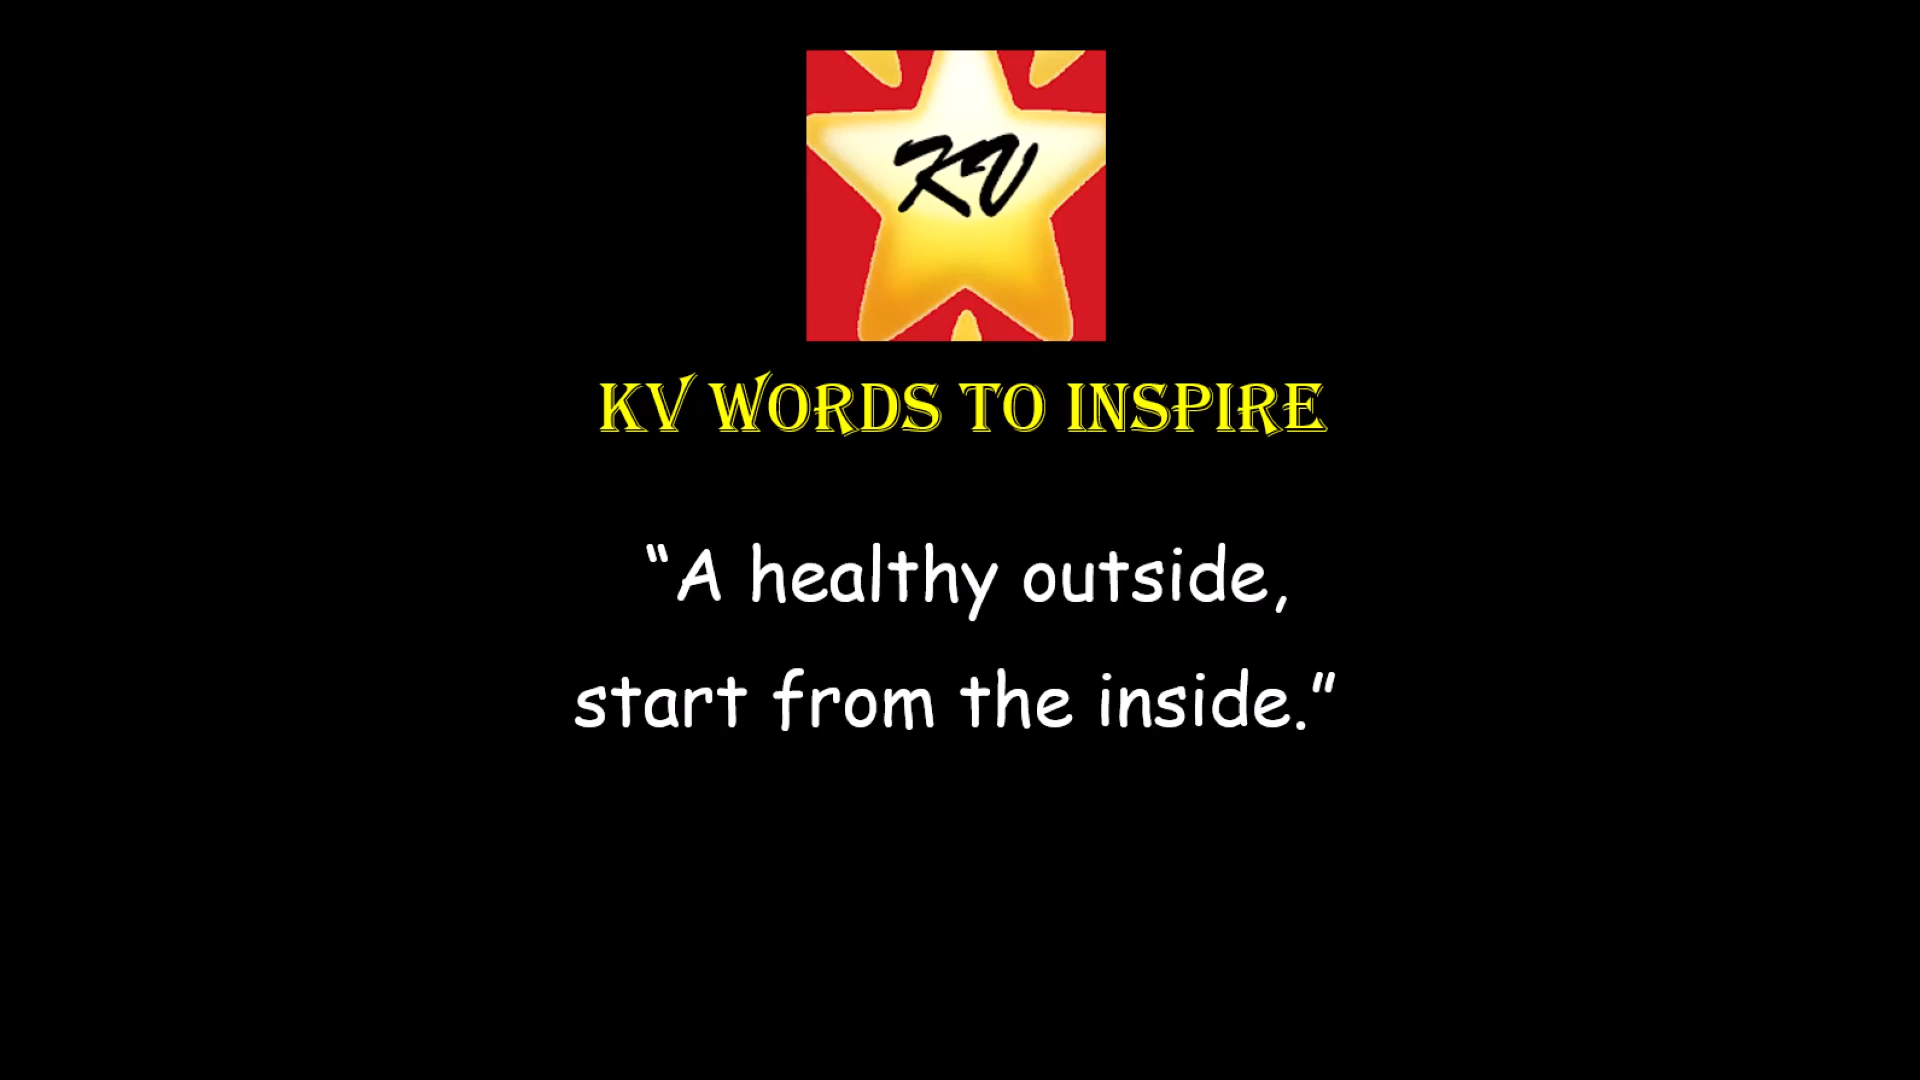 KV
KV WORDS TO INSPIRE
“A healthy outside,
start from the inside.”